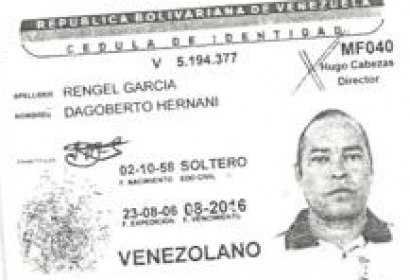 REPUBLICA BOLIVARIANA DE VENEZUELA
CEDULA DE IDENTIDAD
V 5.194.377
MF040
Hugo Cabezas
Director
APELLIDOS RENGEL GARCIA
NOMBRES DAGOBERTO HERNANI
02-10-58 SOLTERO
F. NACIMIENTO EDO CIVIL
23-08-06 08-2016
F. EXPEDICION F. VENCIMIENTO
VENEZOLANO